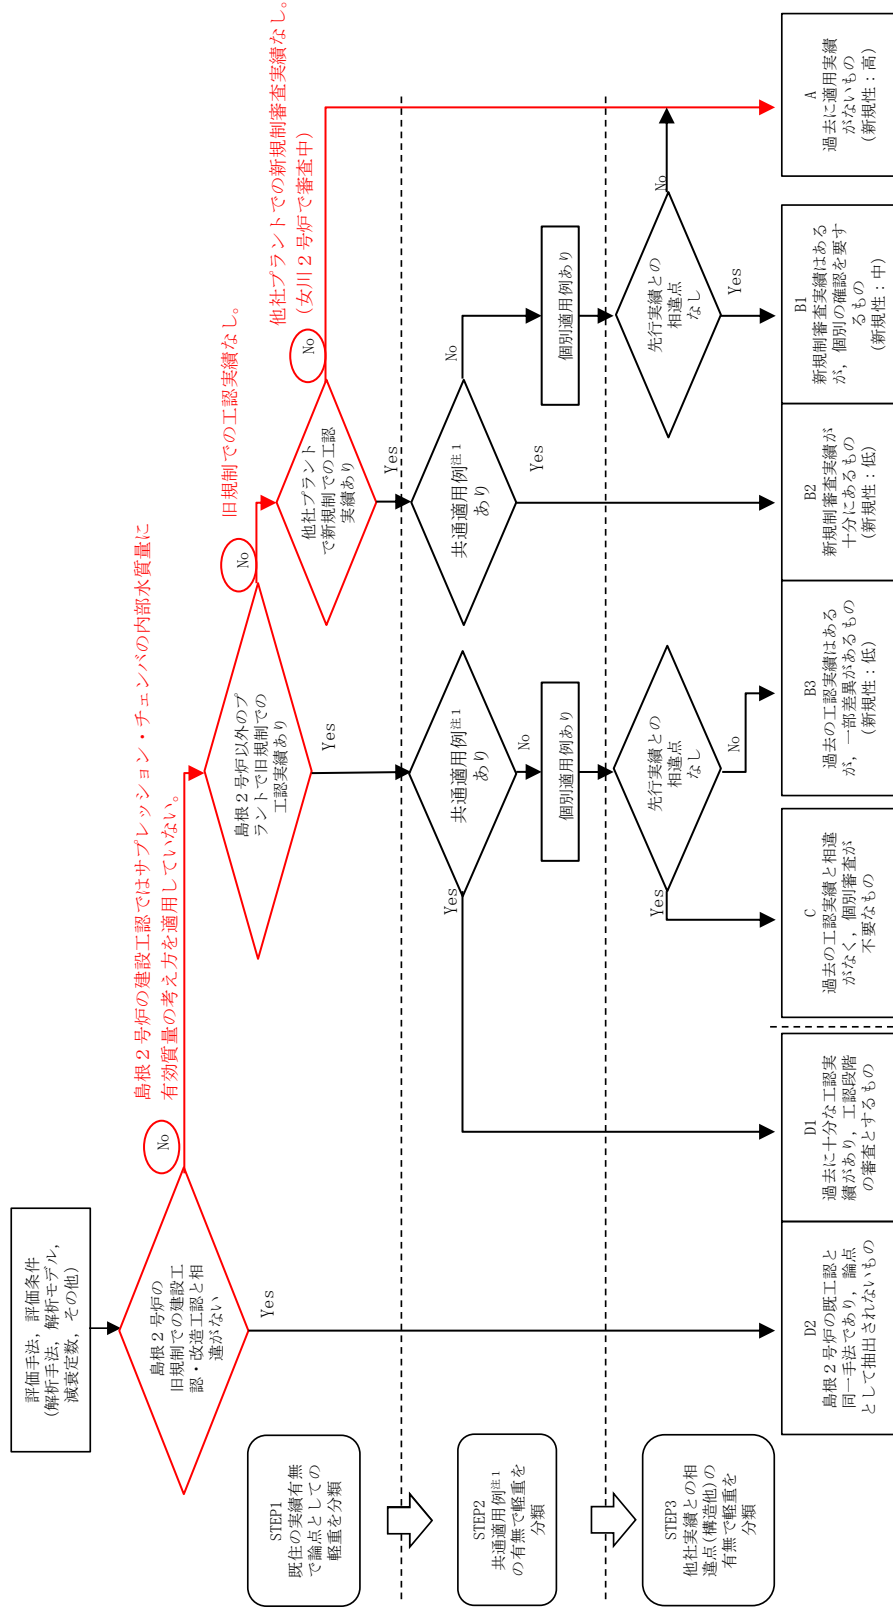 評価手法，評価条件
(解析手法，解析モデル，
減衰定数，その他)
島根２号炉の
旧規制での建設工
認・改造工認と相
違がない
No
島根２号炉の建設工認ではサプレッション・チェンバの内部水質量に
有効質量の考え方を適用していない。
Yes
島根２号炉以外のプ
ラントで旧規制での
工認実績あり
No
旧規制での工認実績なし。
Yes
他社プラント
で新規制での工認
実績あり
No
他社プラントでの新規制審査実績なし。
(女川２号炉で審査中)
Yes
STEP1
既往の実績有無
で論点としての
軽重を分類
STEP2
共通適用例注１
の有無で軽重を
分類
共通適用例注１
あり
Yes
No
個別適用例あり
共通適用例注１
あり
Yes
No
個別適用例あり
STEP3
他社実績との相
違点(構造他)の
有無で軽重を
分類
先行実績との
相違点
なし
Yes
No
先行実績との
相違点
なし
Yes
No
D2
島根２号炉の既工認と
同一手法であり，論点
として抽出されないもの
D1
過去に十分な工認実
績があり，工認段階
の審査とするもの
C
過去の工認実績と相違
がなく，個別審査が
不要なもの
B3
過去の工認実績はある
が，一部差異があるもの
(新規性：低)
B2
新規制審査実績が
十分にあるもの
(新規性：低)
B1
新規制審査実績はある
が，個別の確認を要す
るもの
(新規性：中)
A
過去に適用実績
がないもの
(新規性：高)